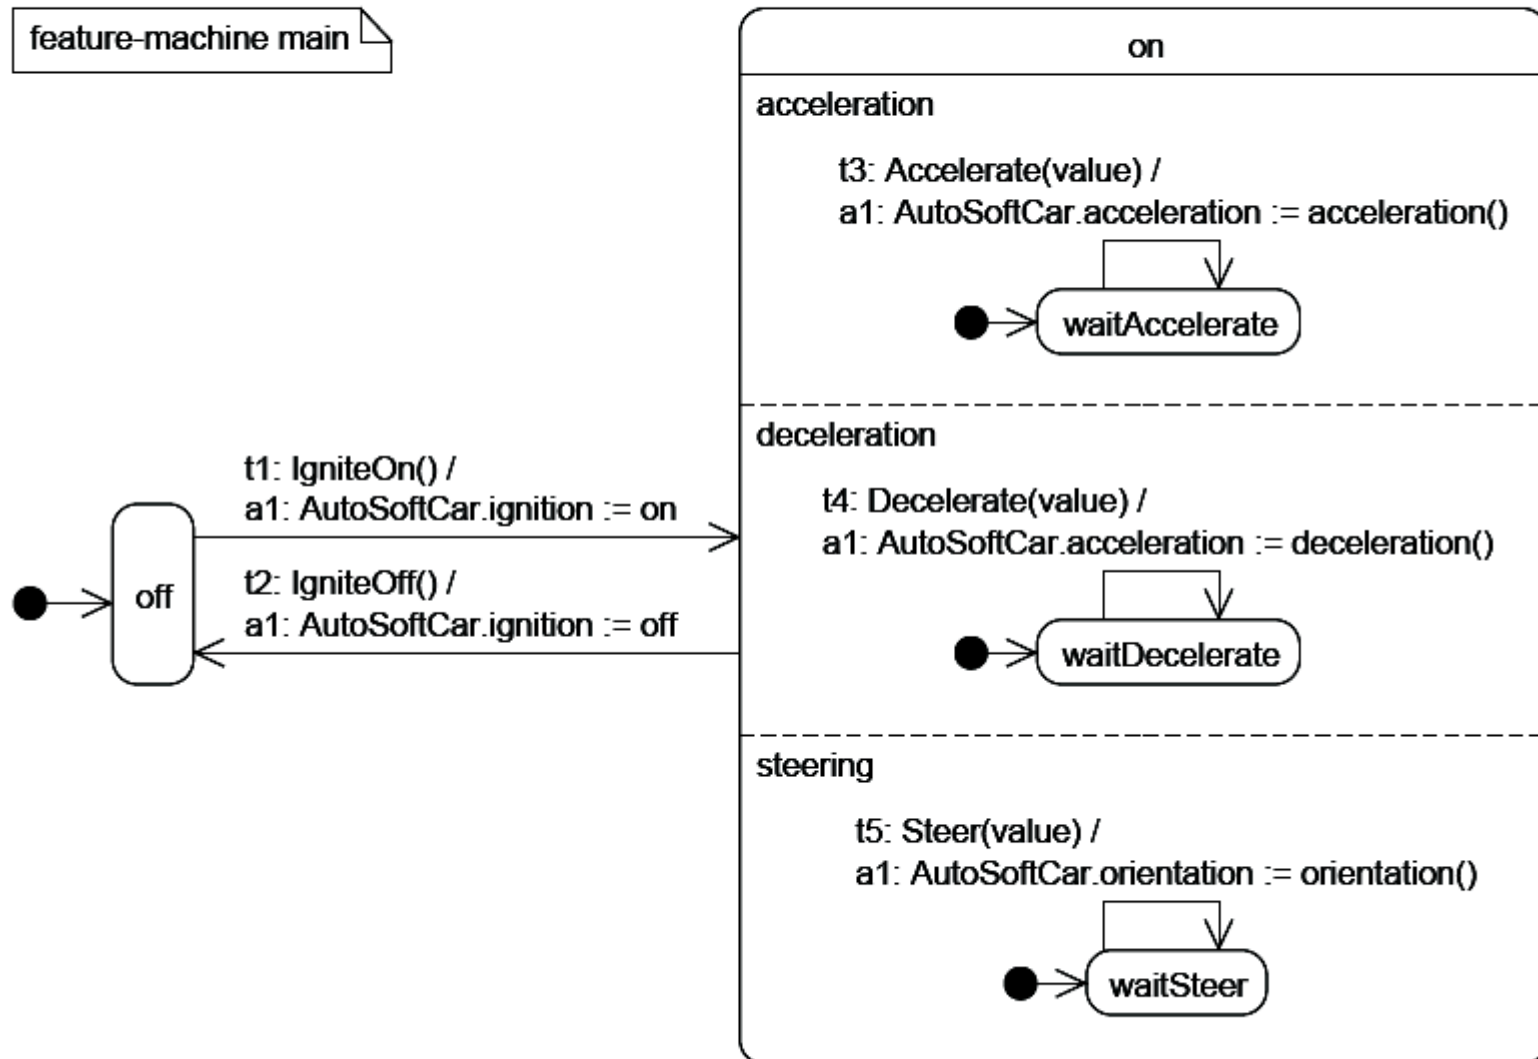 feature-machine main
on
acceleration
t3: Accelerate(value) /
a1: AutoSoftCar.acceleration := acceleration()
waitAccelerate
deceleration
t4: Decelerate(value) /
a1: AutoSoftCar.acceleration := deceleration()
waitDecelerate
t1: IgniteOn() /
a1: AutoSoftCar.ignition := on
off
t2: IgniteOff() /
a1: AutoSoftCar.ignition := off
steering
t5: Steer(value) /
a1: AutoSoftCar.orientation := orientation()
waitSteer